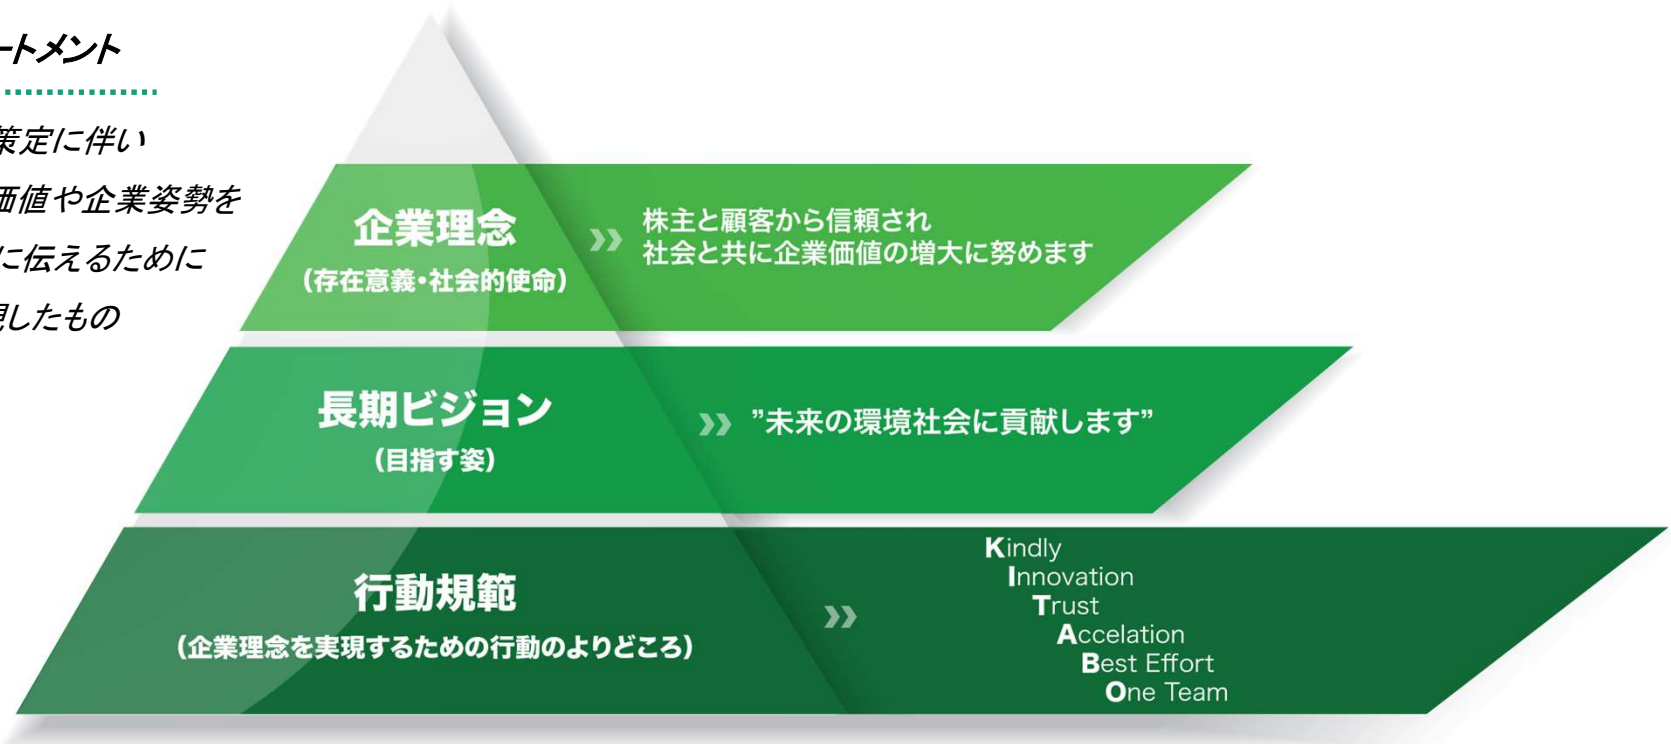 ートメント
策定に伴い
価値や企業姿勢を
に伝えるために
したもの
企業理念
（存在意義・社会的使命）
株主と顧客から信頼され
社会と共に企業価値の増大に努めます
長期ビジョン
（目指す姿）
”未来の環境社会に貢献します”
行動規範
（企業理念を実現するための行動のよりどころ）
Kindly
Innovation
Trust
Accelation
Best Effort
One Team